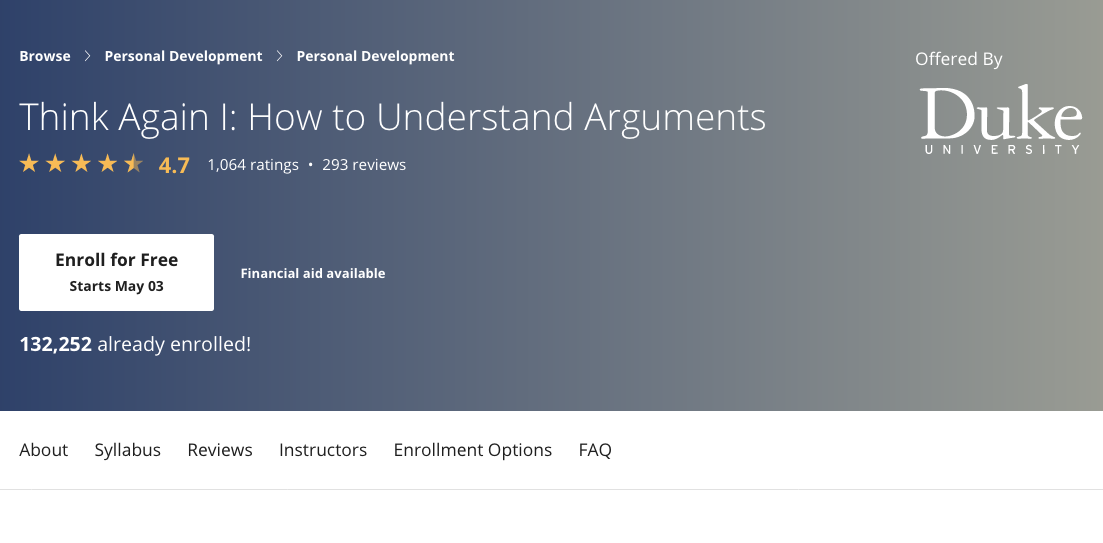 Browse > Personal Development > Personal Development
Offered By
Duke
UNIVERSITY
Think Again I: How to Understand Arguments
4.7 1,064 ratings • 293 reviews
Enroll for Free
Starts May 03
Financial aid available
132,252 already enrolled!
About Syllabus Reviews Instructors Enrollment Options FAQ